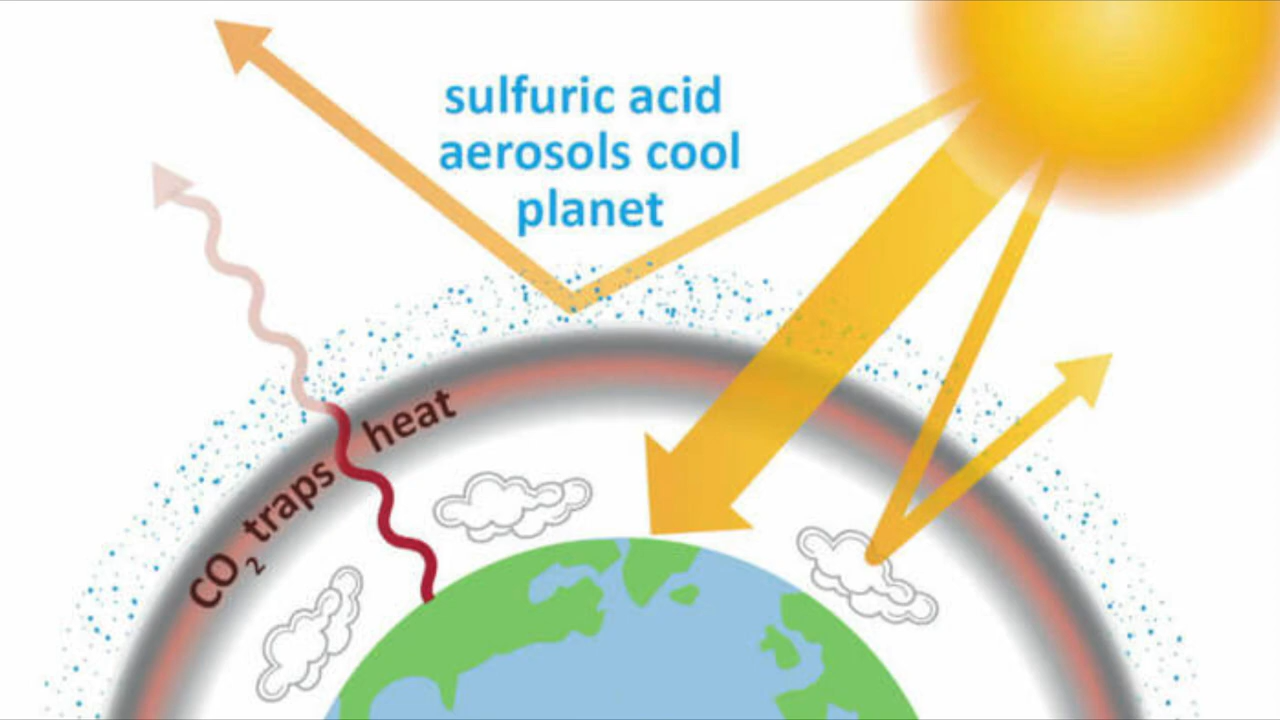 sulfuric acid
aerosols cool
planet
CO₂ traps heat